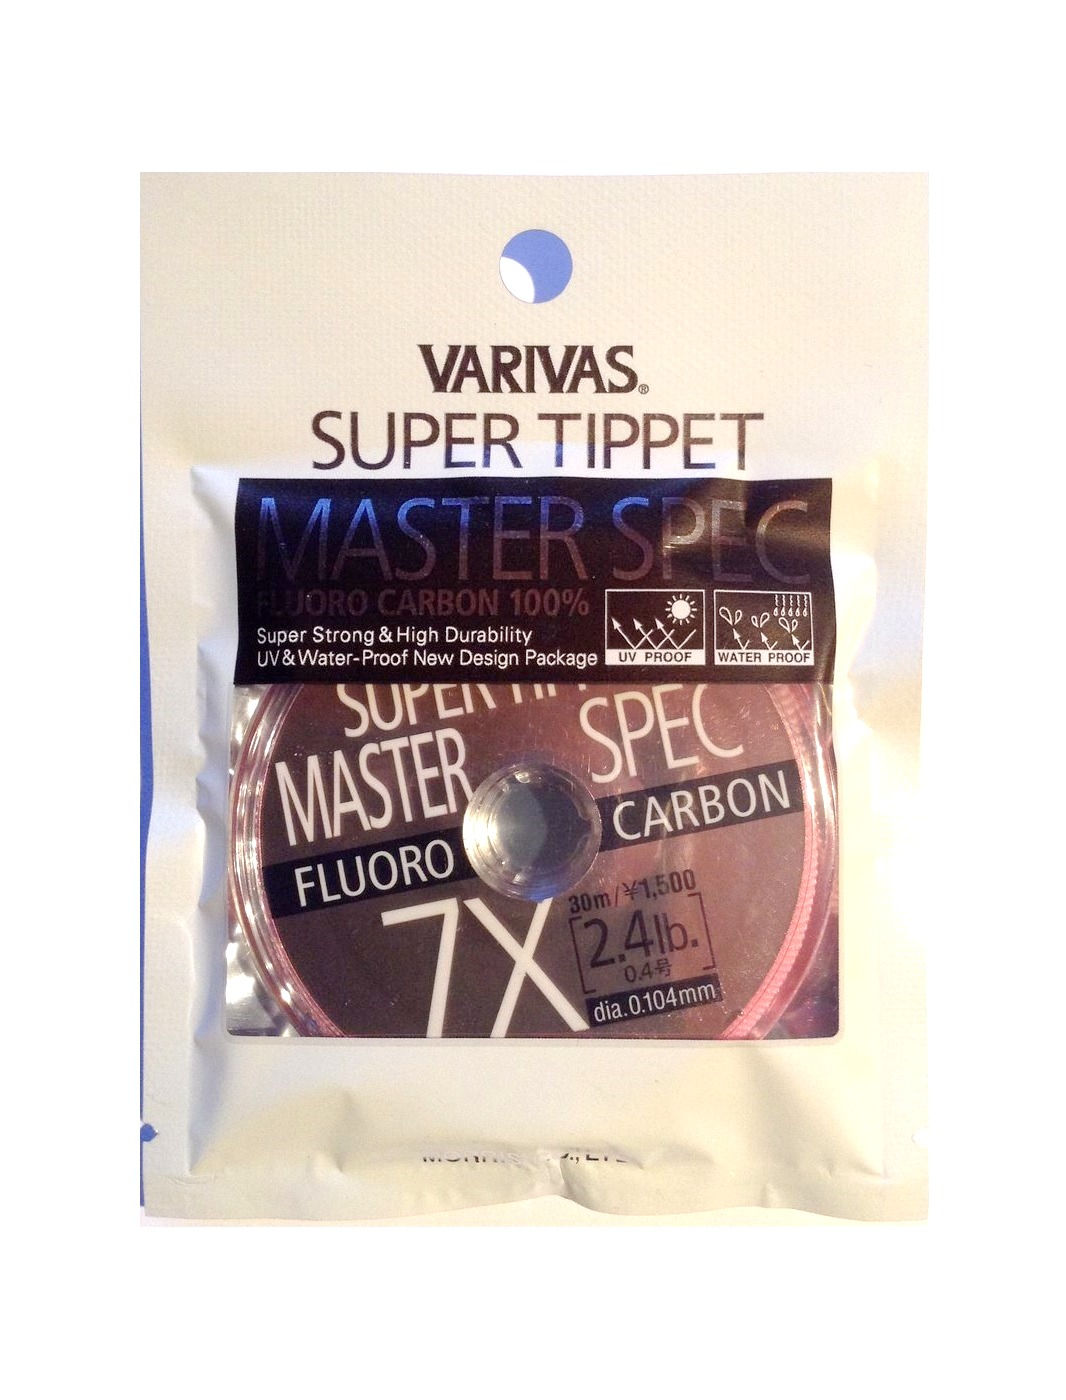 VARIVAS®
SUPER TIPPET
MASTER SPEC
FLUORO CARBON 100%
Super Strong & High Durability
UV & Water-Proof New Design Package
UV PROOF
WATER PROOF
SUPER
MASTER SPEC
FLUORO CARBON
7X
30m/¥1,500
2.4lb.
0.4号
dia.0.104mm